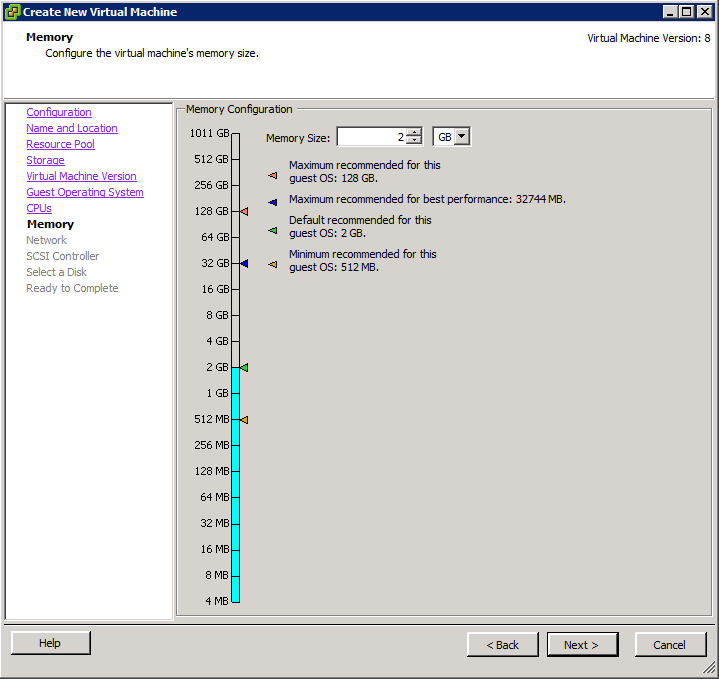 Create New Virtual Machine
Memory
Configure the virtual machine's memory size.
Virtual Machine Version: 8
Configuration
Name and Location
Resource Pool
Storage
Virtual Machine Version
Guest Operating System
CPUs
Memory
Network
SCSI Controller
Select a Disk
Ready to Complete
Memory Configuration
1011 GB
512 GB
256 GB
128 GB
64 GB
32 GB
16 GB
8 GB
4 GB
2 GB
1 GB
512 MB
256 MB
128 MB
64 MB
32 MB
16 MB
8 MB
4 MB
Memory Size: 2 GB
Maximum recommended for this
guest OS: 128 GB.
Maximum recommended for best performance: 32744 MB.
Default recommended for this
guest OS: 2 GB.
Minimum recommended for this
guest OS: 512 MB.
Help
< Back
Next >
Cancel